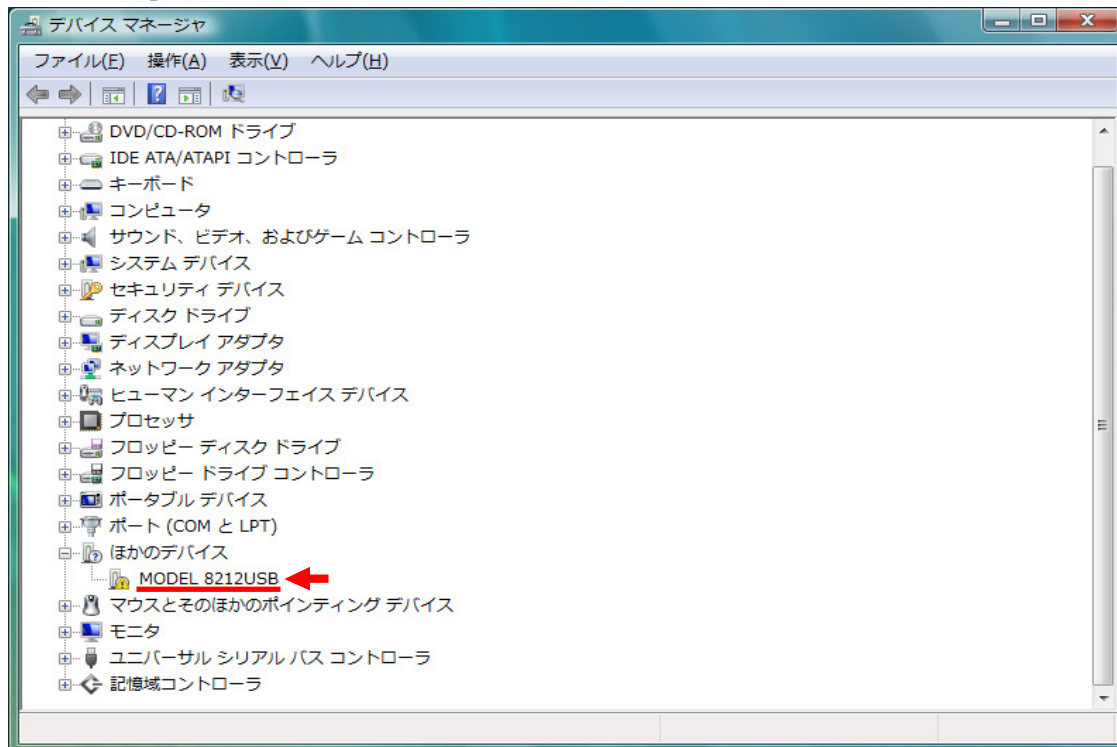 デバイス マネージャ
ファイル(F) 操作(A) 表示(V) ヘルプ(H)
DVD/CD-ROM ドライブ
IDE ATA/ATAPI コントローラ
キーボード
コンピュータ
サウンド、ビデオ、およびゲーム コントローラ
システム デバイス
セキュリティ デバイス
ディスク ドライブ
ディスプレイ アダプタ
ネットワーク アダプタ
ヒューマン インターフェイス デバイス
プロセッサ
フロッピー ディスク ドライブ
フロッピー ドライブ コントローラ
ポータブル デバイス
ポート (COM と LPT)
ほかのデバイス
MODEL 8212USB
マウスとそのほかのポインティング デバイス
モニタ
ユニバーサル シリアル バス コントローラ
記憶域コントローラ